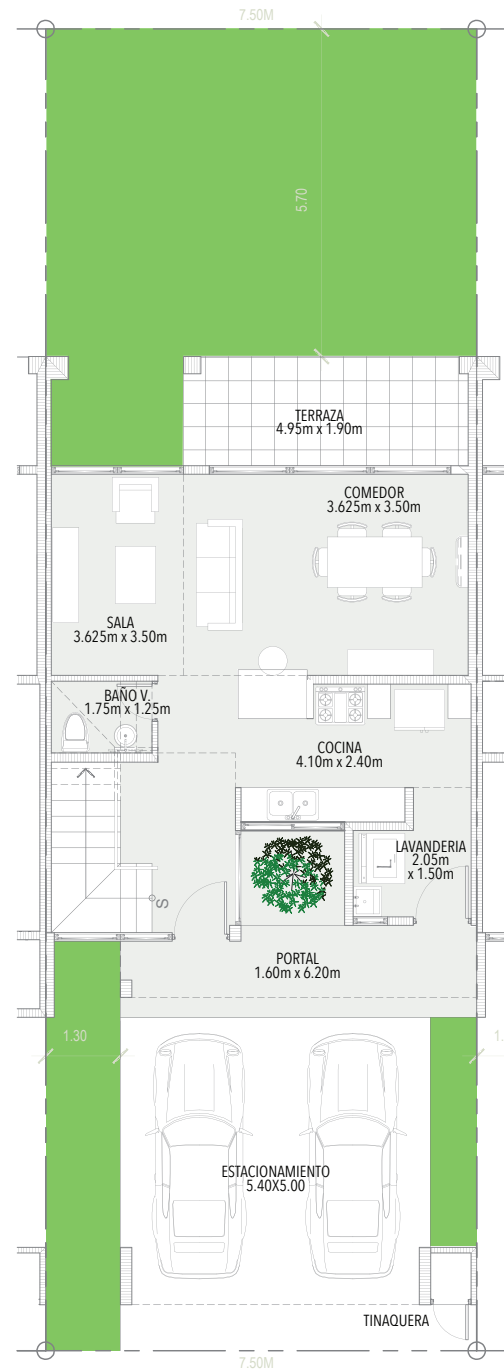 7.50M
5.70
TERRAZA
4.95m x 1.90m
COMEDOR
3.625m x 3.50m
SALA
3.625m x 3.50m
BAÑO V.
1.75m x 1.25m
COCINA
4.10m x 2.40m
LAVANDERIA
2.05m
x 1.50m
L
S
PORTAL
1.60m x 6.20m
1.30
1.
ESTACIONAMIENTO
5.40X5.00
TINAQUERA
7.50M